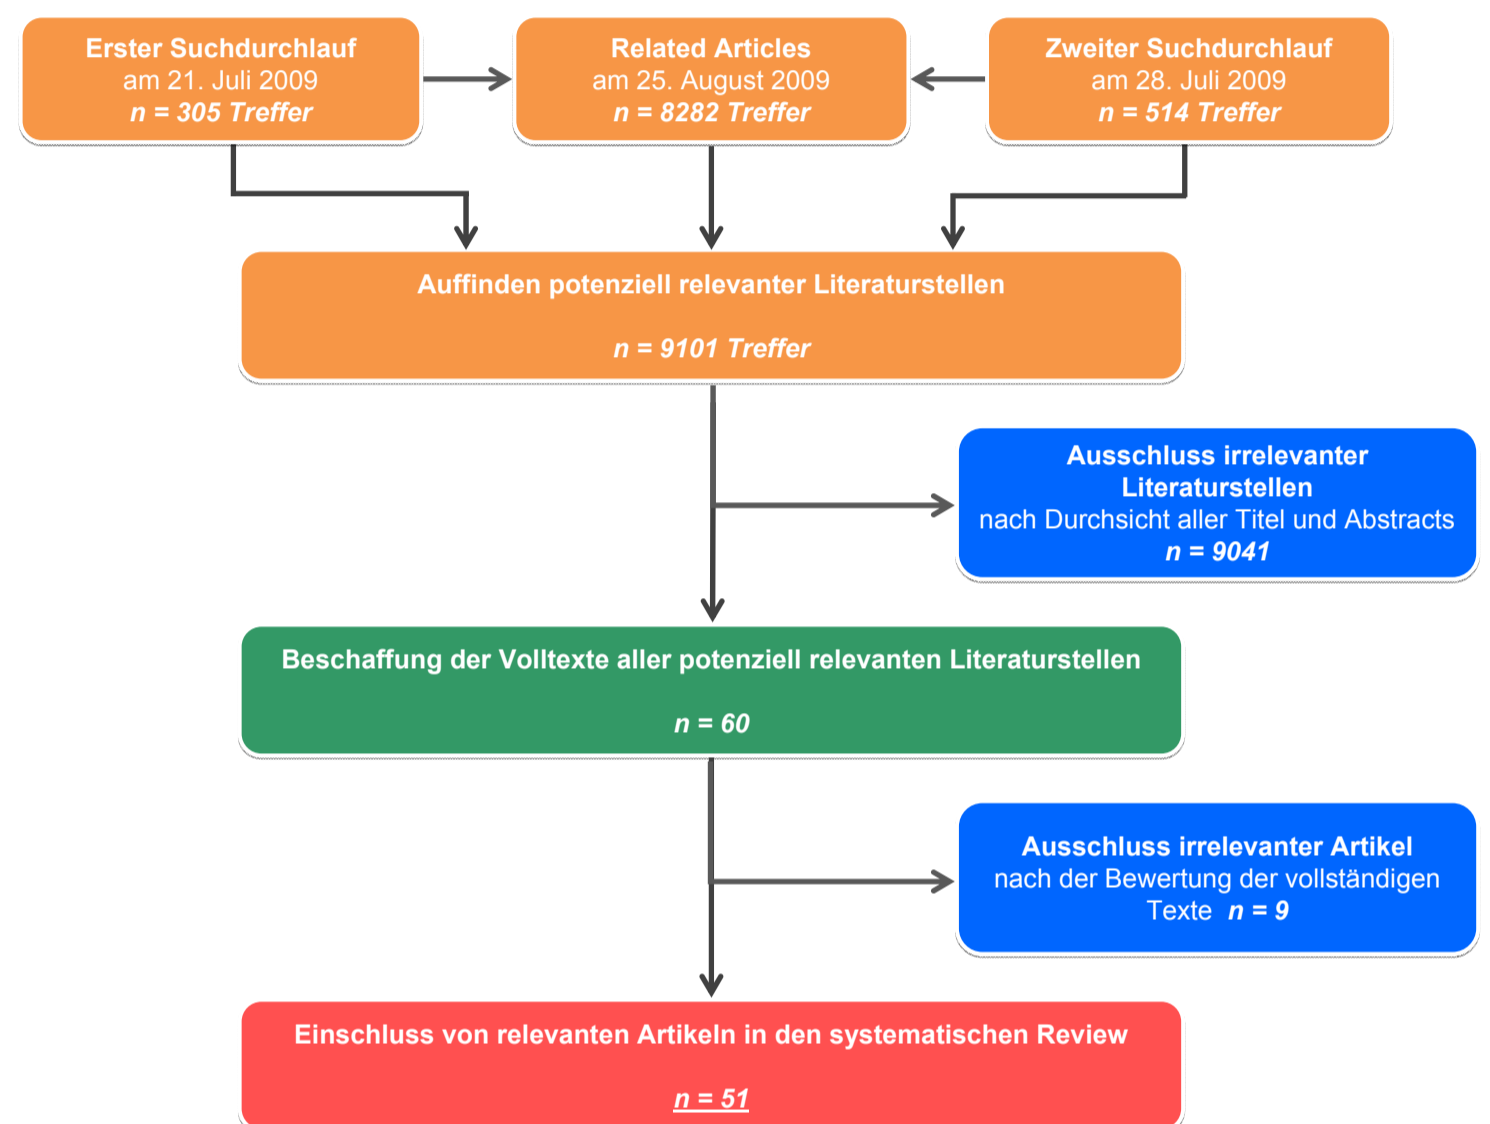 Erster Suchdurchlauf
am 21. Juli 2009
n = 305 Treffer
Related Articles
am 25. August 2009
n = 8282 Treffer
Zweiter Suchdurchlauf
am 28. Juli 2009
n = 514 Treffer
Auffinden potenziell relevanter Literaturstellen
n = 9101 Treffer
Ausschluss irrelevanter
Literaturstellen
nach Durchsicht aller Titel und Abstracts
n = 9041
Beschaffung der Volltexte aller potenziell relevanten Literaturstellen
n = 60
Ausschluss irrelevanter Artikel
nach der Bewertung der vollständigen
Texte n = 9
Einschluss von relevanten Artikeln in den systematischen Review
n = 51